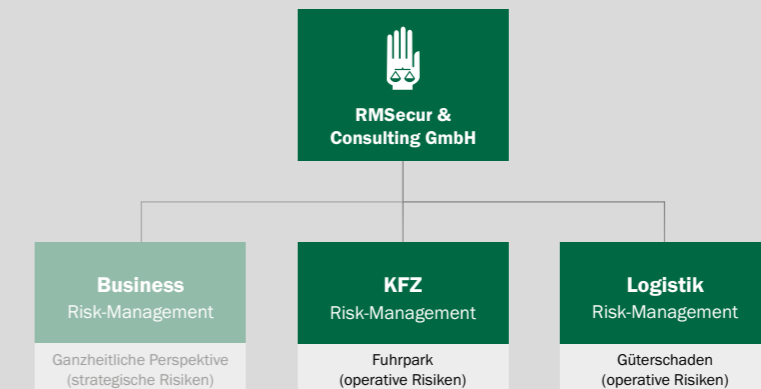 RMSecur &
Consulting GmbH
Business
Risk-Management
Ganzheitliche Perspektive
(strategische Risiken)
KFZ
Risk-Management
Fuhrpark
(operative Risiken)
Logistik
Risk-Management
Güterschaden
(operative Risiken)